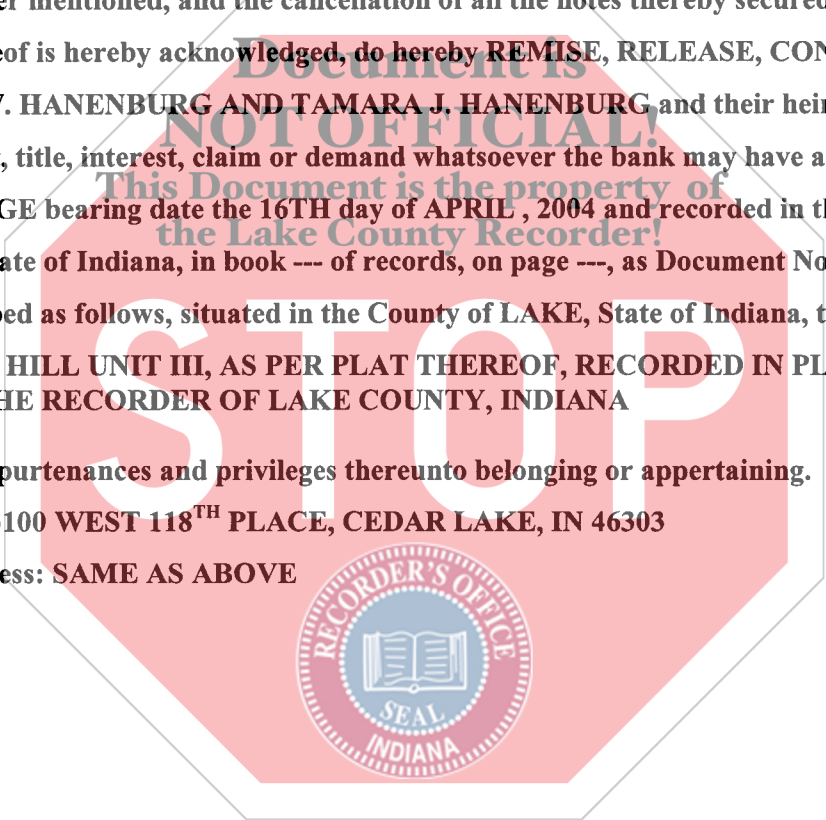 er mentioned, and the cancellation of all the notes thereby secured
eof is hereby acknowledged, do hereby REMISE, RELEASE, CON
Document is
. HANENBURG AND TAMARA J. HANENBURG and their hei
NOT OFFICIAL!
, title, interest, claim or demand whatsoever the bank may have a
This Document is the property of
GE bearing date the 16TH day of APRIL , 2004 and recorded in t
the Lake County Recorder!
ate of Indiana, in book --- of records, on page ---, as Document No
ed as follows, situated in the County of LAKE, State of Indiana, t
STOP
HILL UNIT III, AS PER PLAT THEREOF, RECORDED IN PL
HE RECORDER OF LAKE COUNTY, INDIANA
purtenances and privileges thereunto belonging or appertaining.
100 WEST 118TH PLACE, CEDAR LAKE, IN 46303
ess: SAME AS ABOVE
RECORDER'S OFFICE
SEAL
INDIANA